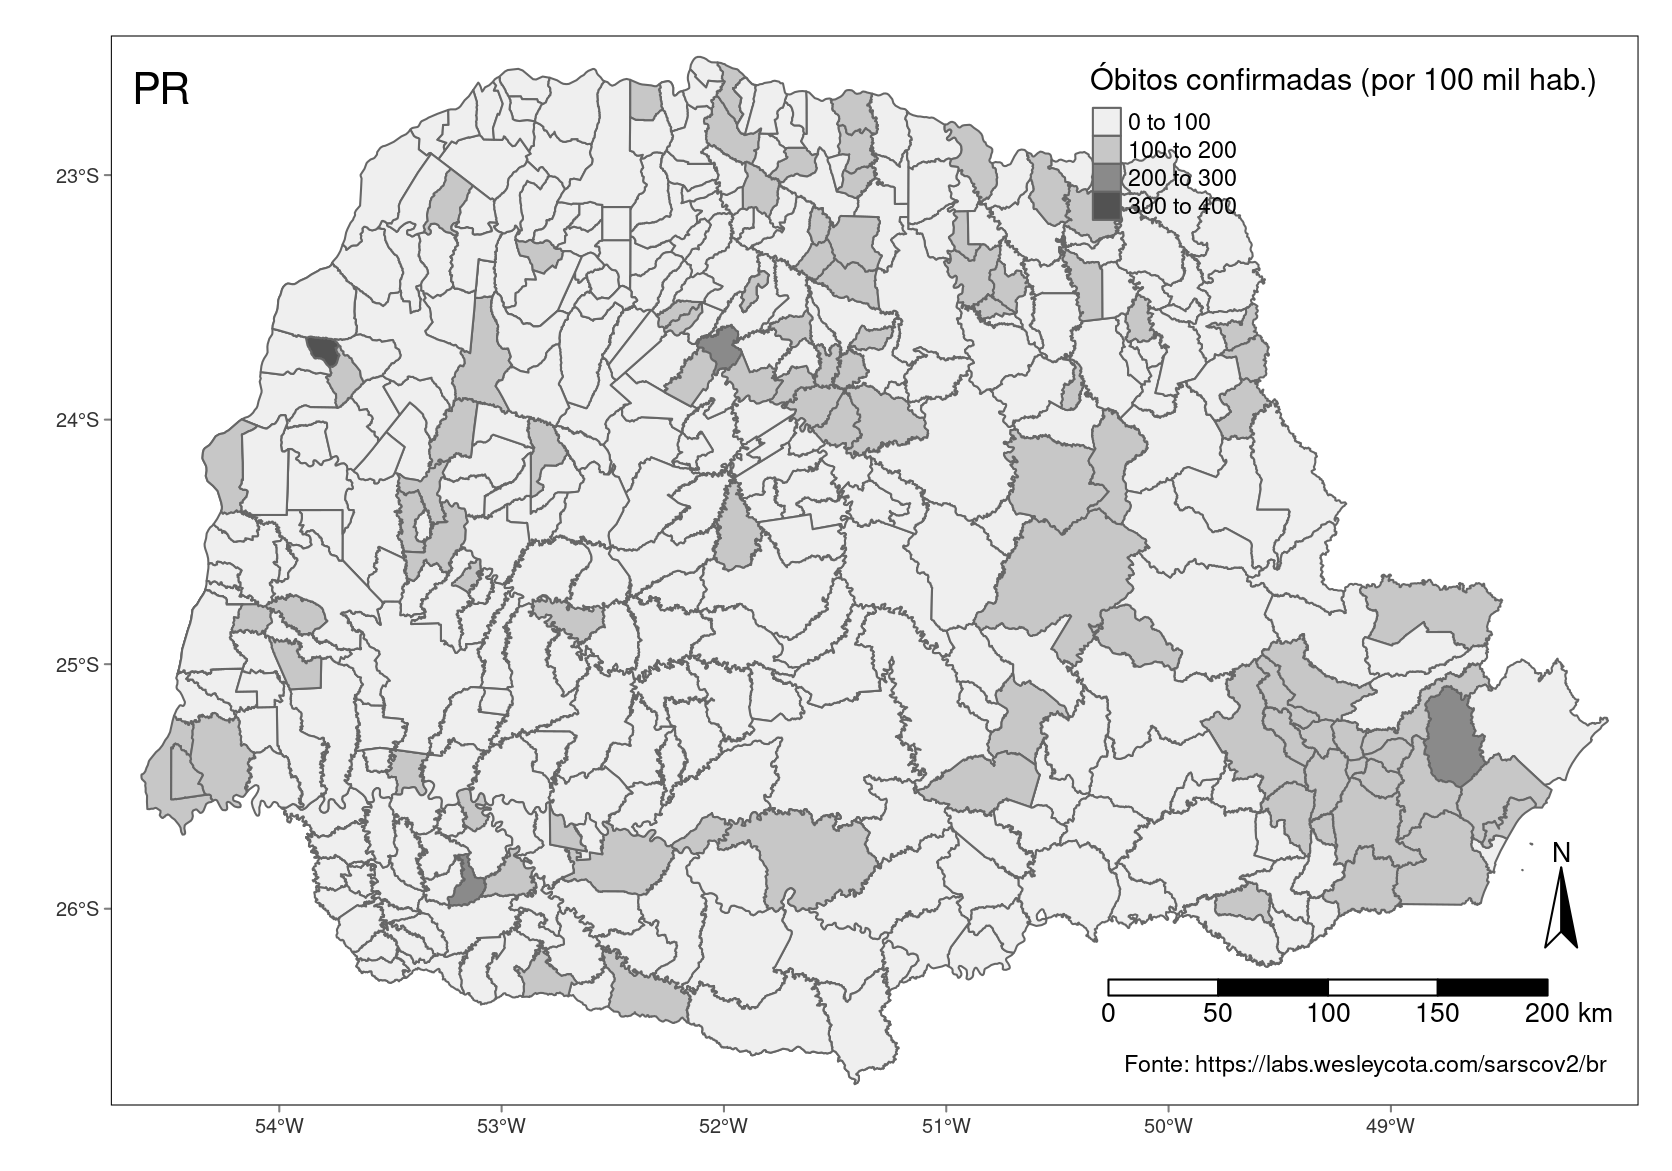 PR
Óbitos confirmadas (por 100 mil hab.)
0 to 100
100 to 200
200 to 300
300 to 400
23°S
24°S
25°S
26°S
N
0 50 100 150 200 km
Fonte: https://labs.wesleycota.com/sarscov2/br
54°W 53°W 52°W 51°W 50°W 49°W